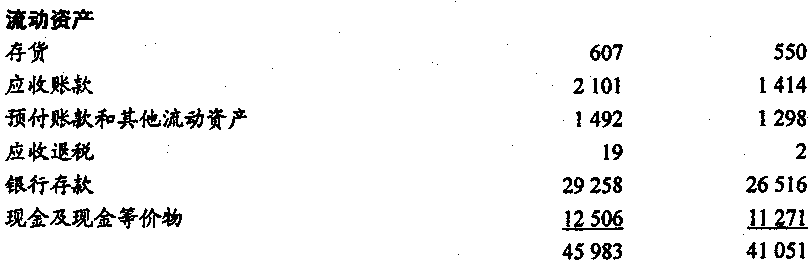 流动资产
存货 607 550
应收账款 2 101 1 414
预付账款和其他流动资产 1 492 1 298
应收退税 19 2
银行存款 29 258 26 516
现金及现金等价物 12 506 11 271
45 983 41 051